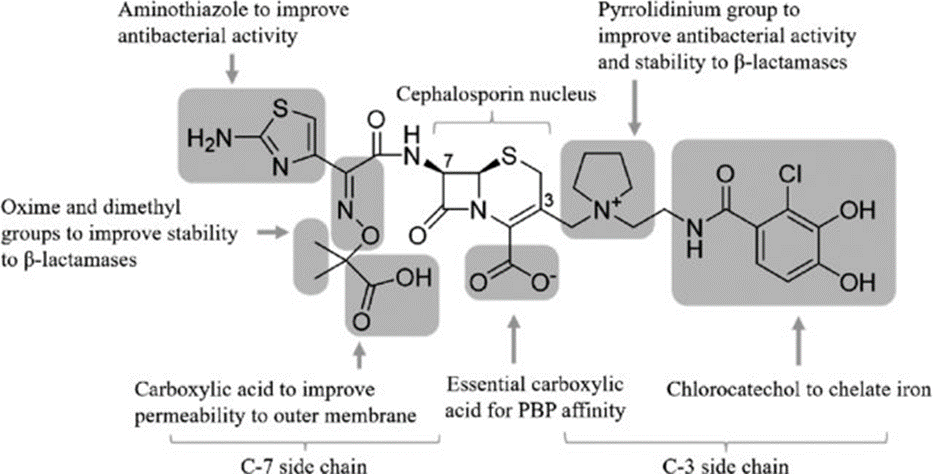 Aminothiazole to improve
antibacterial activity
Pyrrolidinium group to
improve antibacterial activity
and stability to β-lactamases
Cephalosporin nucleus
H₂N
S
N
O
H
N
7
S
3
N⁺
O
N
H
Cl
OH
OH
Oxime and dimethyl
groups to improve stability
to β-lactamases
N
O
O
N
OH
O
O
O⁻
Carboxylic acid to improve
permeability to outer membrane
Essential carboxylic
acid for PBP affinity
Chlorocatechol to chelate iron
C-7 side chain
C-3 side chain